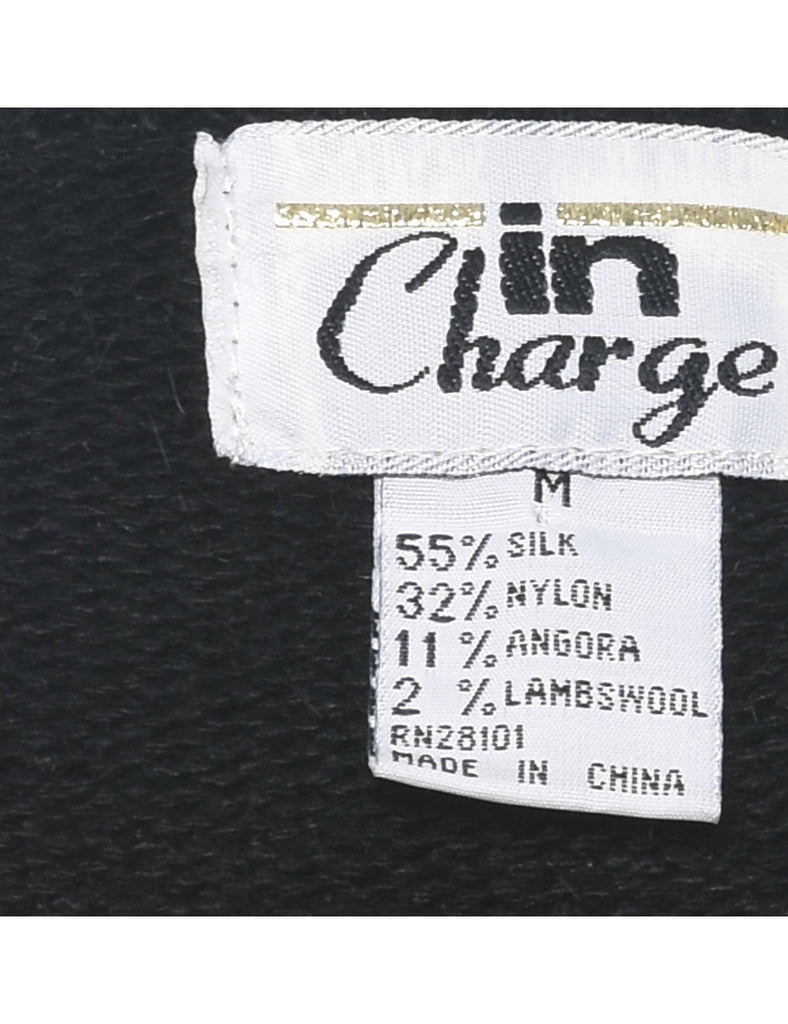 in
Charge
M
55% SILK
32% NYLON
11 % ANGORA
2 % LAMBSWOOL
RN28101
MADE IN CHINA